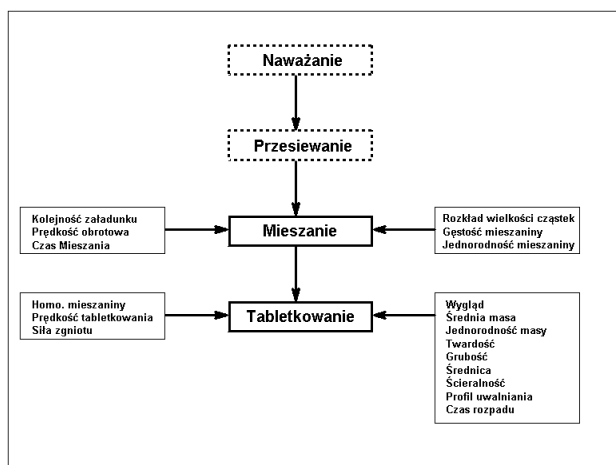 Naważanie
Przesiewanie
Kolejność załadunku
Prędkość obrotowa
Czas Mieszania
Mieszanie
Rozkład wielkości cząstek
Gęstość mieszaniny
Jednorodność mieszaniny
Homo. mieszaniny
Prędkość tabletkowania
Siła zgniotu
Tabletkowanie
Wygląd
Średnia masa
Jednorodność masy
Twardość
Grubość
Średnica
Ścieralność
Profil uwalniania
Czas rozpadu